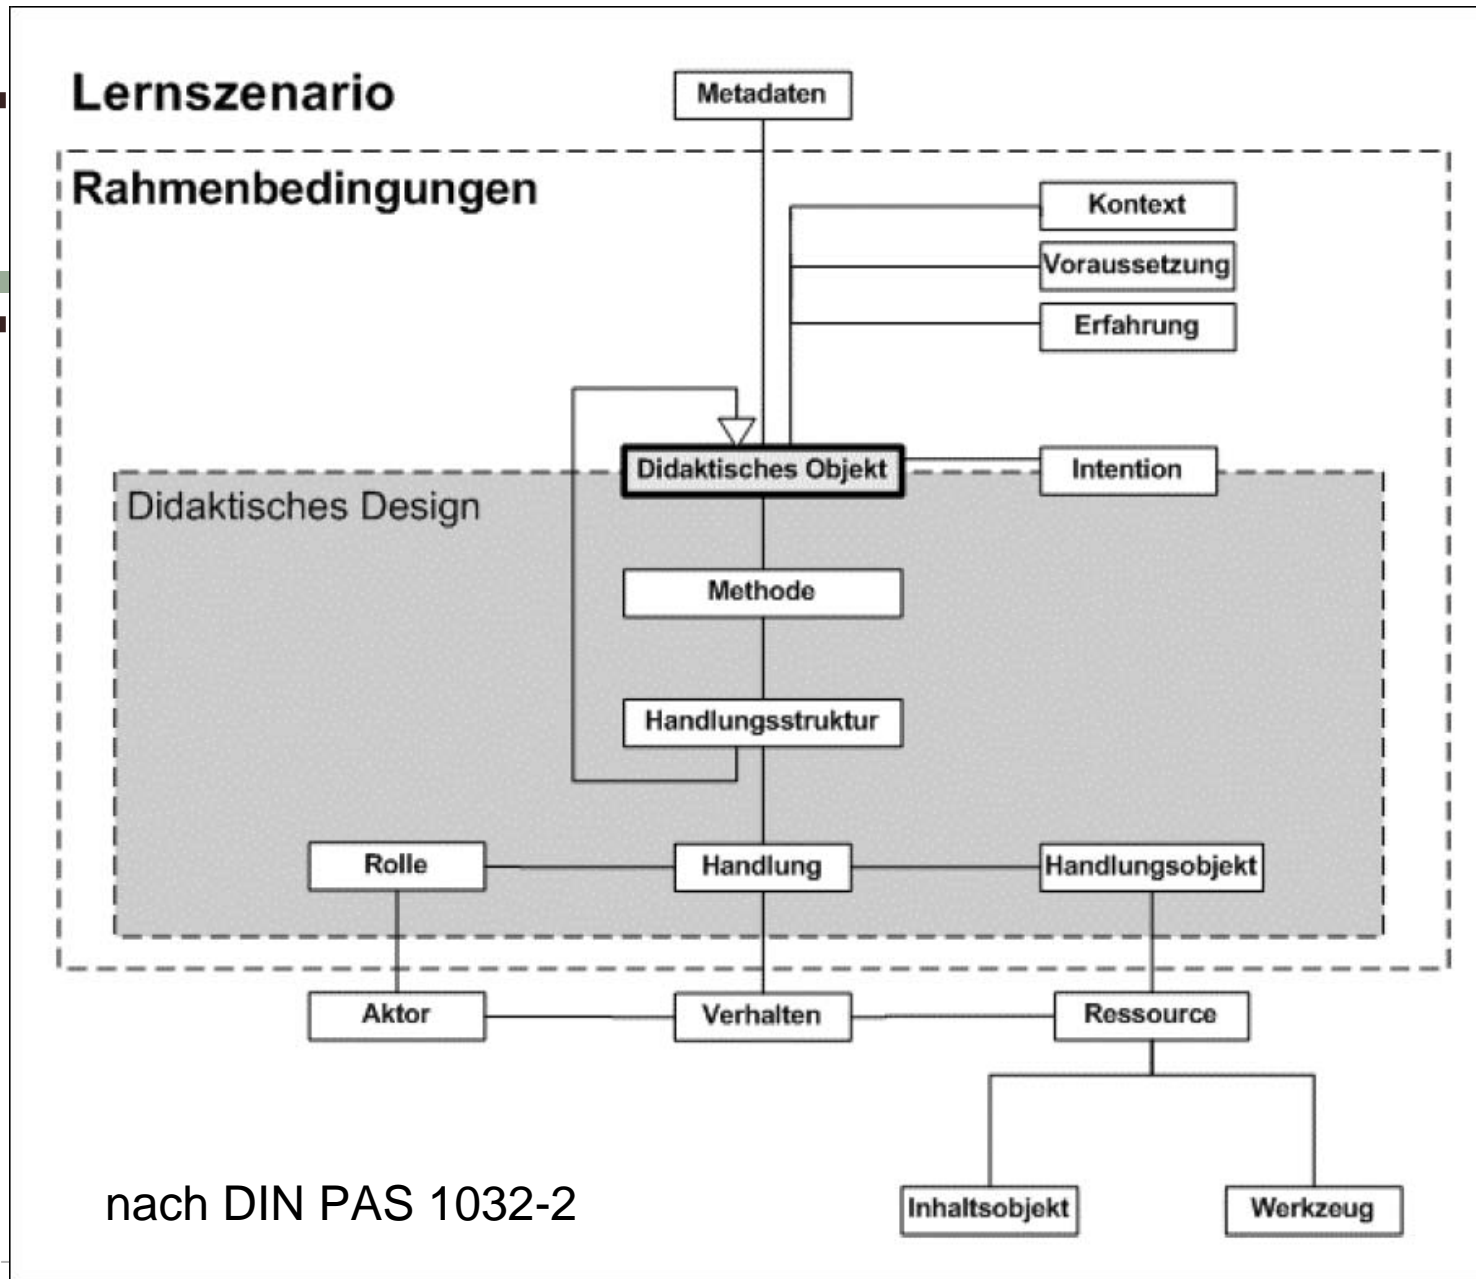 Lernszenario
Metadaten
Rahmenbedingungen
Kontext
Voraussetzung
Erfahrung
Didaktisches Objekt
Intention
Didaktisches Design
Methode
Handlungsstruktur
Rolle
Handlung
Handlungsobjekt
Aktor
Verhalten
Ressource
nach DIN PAS 1032-2
Inhaltsobjekt
Werkzeug